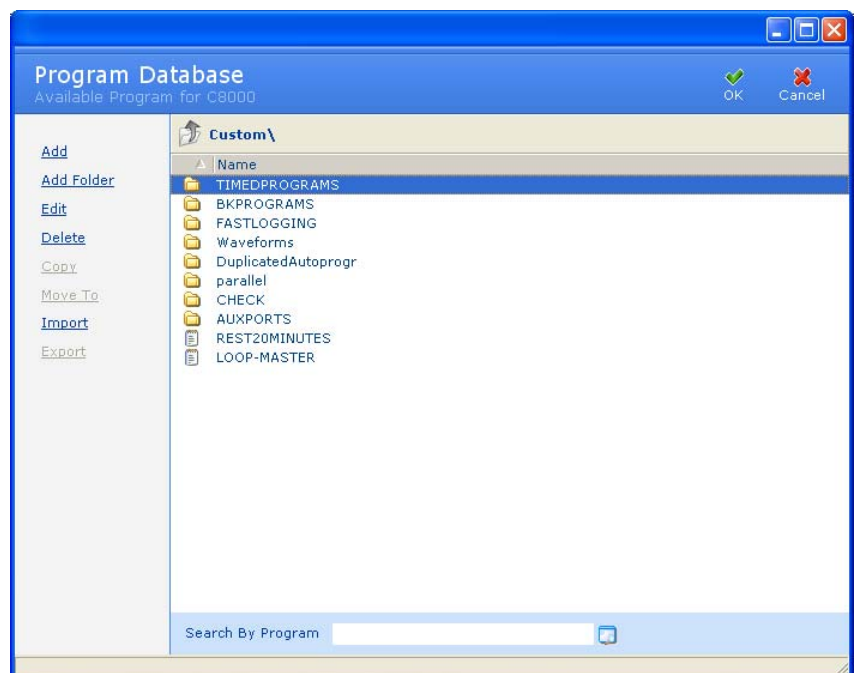 Program Database
Available Program for C8000
OK
Cancel
Add
Add Folder
Edit
Delete
Copy
Move To
Import
Export
Custom\
Name
TIMEDPROGRAMS
BKPROGRAMS
FASTLOGGING
Waveforms
DuplicatedAutoprogr
parallel
CHECK
AUXPORTS
REST20MINUTES
LOOP-MASTER
Search By Program